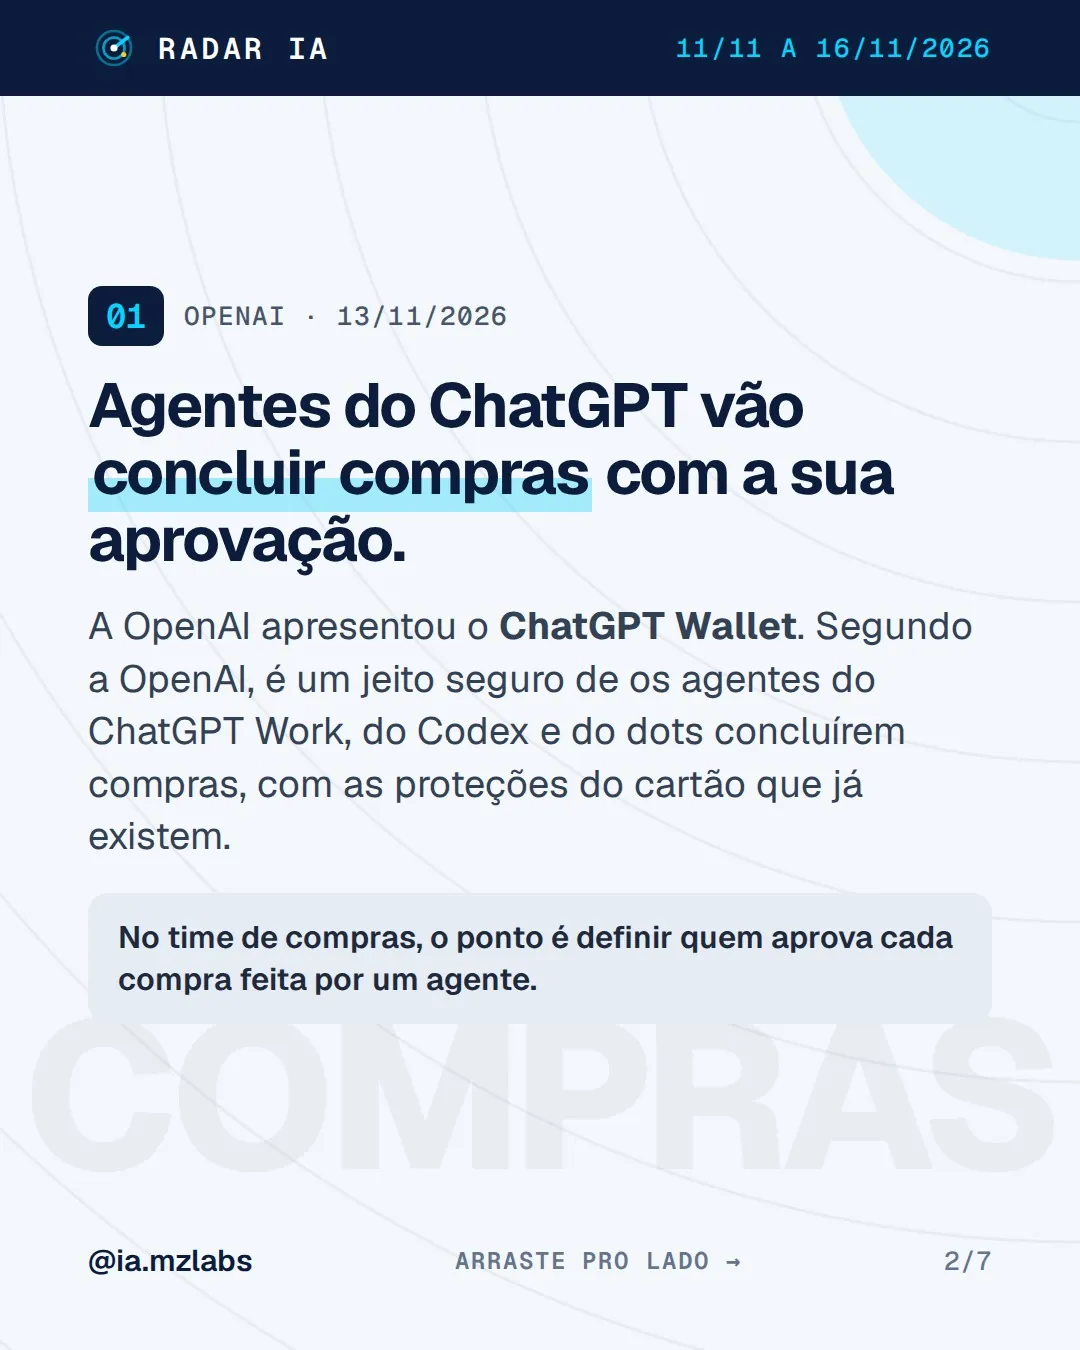 RADAR IA
11/11 A 16/11/2026
01
OPENAI · 13/11/2026
Agentes do ChatGPT vão
concluir compras com a sua
aprovação.
A OpenAI apresentou o ChatGPT Wallet. Segundo
a OpenAI, é um jeito seguro de os agentes do
ChatGPT Work, do Codex e do dots concluírem
compras, com as proteções do cartão que já
existem.
No time de compras, o ponto é definir quem aprova cada
compra feita por um agente.
COMPRAS
@ia.mzlabs
ARRASTE PRO LADO →
2/7